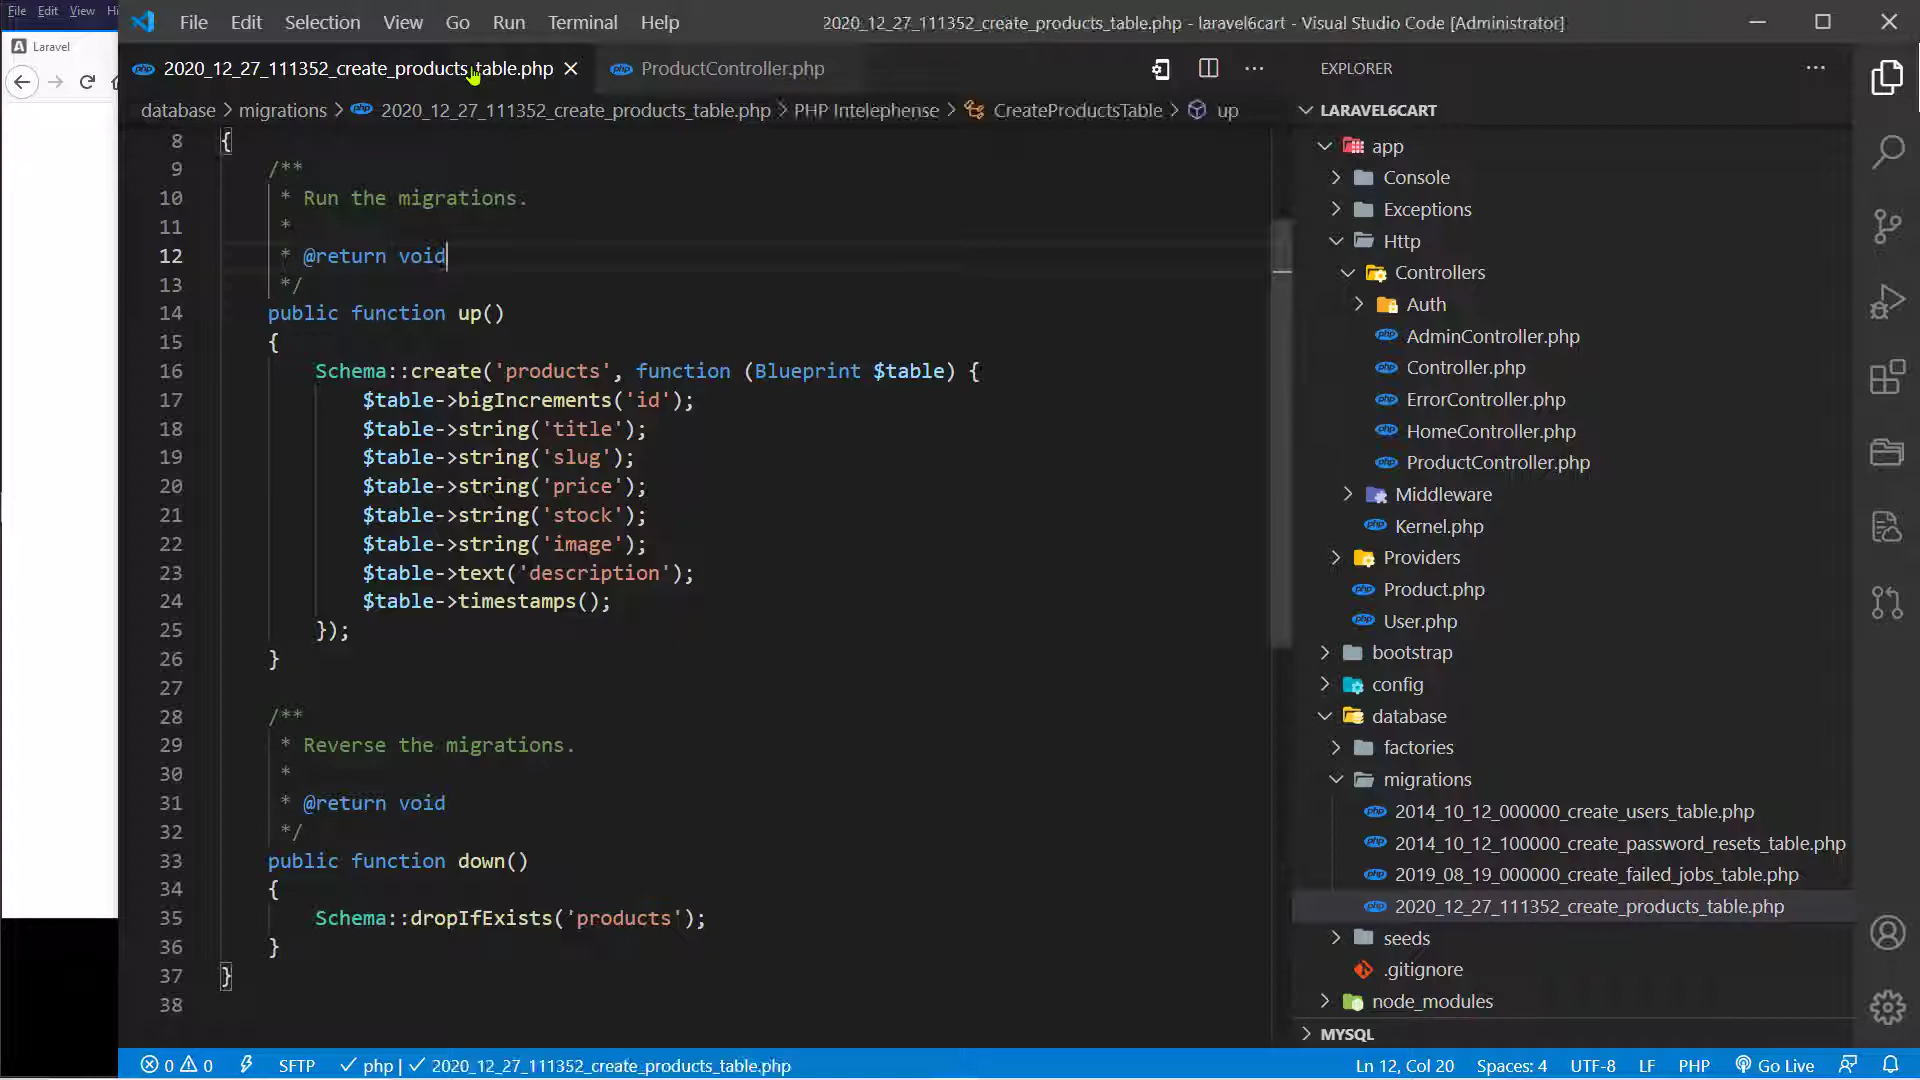 File Edit View Hi
Laravel
File Edit Selection View Go Run Terminal Help
2020_12_27_111352_create_products_table.php - laravel6cart - Visual Studio Code [Administrator]
2020_12_27_111352_create_products_table.php
ProductController.php
database > migrations > 2020_12_27_111352_create_products_table.php > PHP Intelephense > CreateProductsTable > up
8 {
9 /**
10 * Run the migrations.
11 *
12 * @return void
13 */
14 public function up()
15 {
16 Schema::create('products', function (Blueprint $table) {
17 $table->bigIncrements('id');
18 $table->string('title');
19 $table->string('slug');
20 $table->string('price');
21 $table->string('stock');
22 $table->string('image');
23 $table->text('description');
24 $table->timestamps();
25 });
26 }
27
28 /**
29 * Reverse the migrations.
30 *
31 * @return void
32 */
33 public function down()
34 {
35 Schema::dropIfExists('products');
36 }
37 }
38
EXPLORER
LARAVEL6CART
app
Console
Exceptions
Http
Controllers
Auth
AdminController.php
Controller.php
ErrorController.php
HomeController.php
ProductController.php
Middleware
Kernel.php
Providers
Product.php
User.php
bootstrap
config
database
factories
migrations
2014_10_12_000000_create_users_table.php
2014_10_12_100000_create_password_resets_table.php
2019_08_19_000000_create_failed_jobs_table.php
2020_12_27_111352_create_products_table.php
seeds
.gitignore
node_modules
MYSQL
0 0 SFTP php | 2020_12_27_111352_create_products_table.php
Ln 12, Col 20 Spaces: 4 UTF-8 LF PHP Go Live